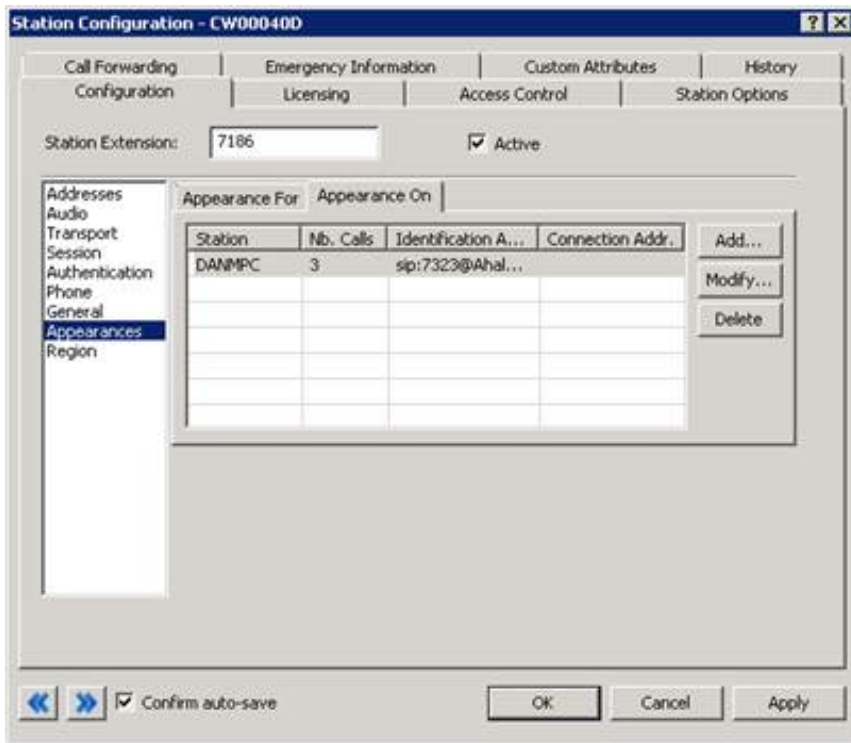 Station Configuration - CW00040D
Call Forwarding Emergency Information Custom Attributes History
Configuration Licensing Access Control Station Options
Station Extension: 7186 Active
Addresses
Audio
Transport
Session
Authentication
Phone
General
Appearances
Region
Appearance For Appearance On
Station Nb. Calls Identification A... Connection Addr.
DANMPC 3 sip:7323@Ahal...
Add...
Modify...
Delete
Confirm auto-save OK Cancel Apply